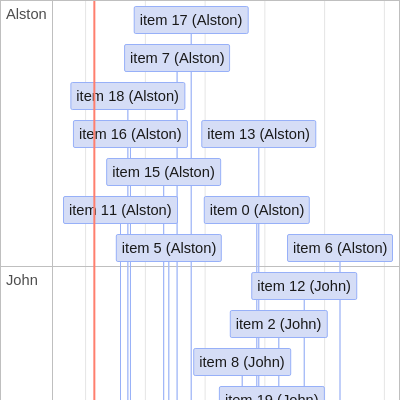 Alston
item 17 (Alston)
item 7 (Alston)
item 18 (Alston)
item 16 (Alston)
item 13 (Alston)
item 15 (Alston)
item 11 (Alston)
item 0 (Alston)
item 5 (Alston)
item 6 (Alston)
John
item 12 (John)
item 2 (John)
item 8 (John)
item 19 (John)